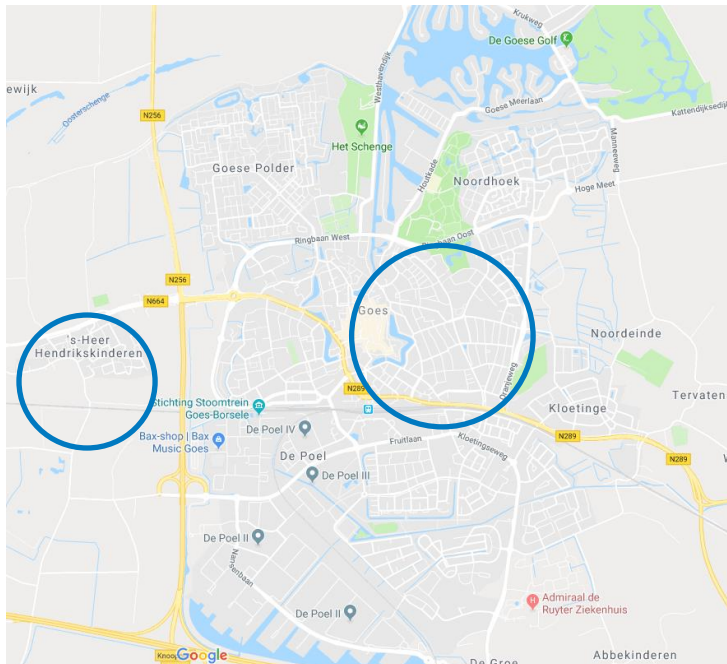 Krukweg
De Goese Golf
ewijk
Oosterschenge
N256
Westhavendijk
Goese Meerlaan
Kattendijksedijk
Het Schenge
Manneeweg
Goese Polder
Houtkade
Noordhoek
Hoge Meet
Ringbaan West
Ringbaan Oost
N256
N664
Goes
's-Heer
Hendrikskinderen
Noordeinde
Oranjeweg
N289
Tervaten
Stichting Stoomtrein
Goes-Borsele
Kloetinge
De Poel IV
Bax-shop | Bax
Music Goes
Fruitlaan
Kloetingseweg
N289
De Poel
N289
De Poel III
De Poel II
Nansenbaan
Admiraal de
Ruyter Ziekenhuis
De Poel II
Knoop
Google
De Groe
Abbekinderen